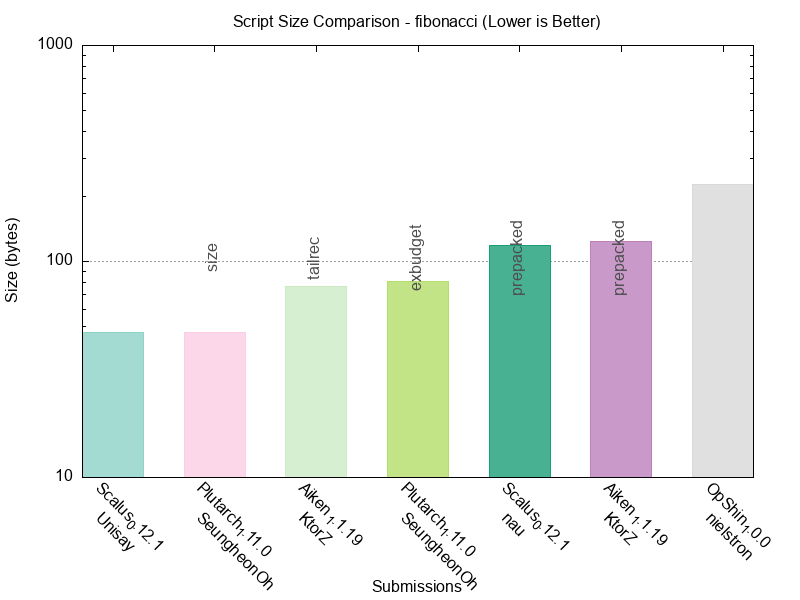 Script Size Comparison - fibonacci (Lower is Better)
1000
100
10
Size (bytes)
size
tailrec
exbudget
prepacked
prepacked
Scalus₀.12.1
Unisay
Plutarch₁.11.0
SeungheonOh
Aiken₁.1.19
KtorZ
Plutarch₁.11.0
SeungheonOh
Scalus₀.12.1
nau
Aiken₁.1.19
KtorZ
OpShin₁.0.0
nielstron
Submissions